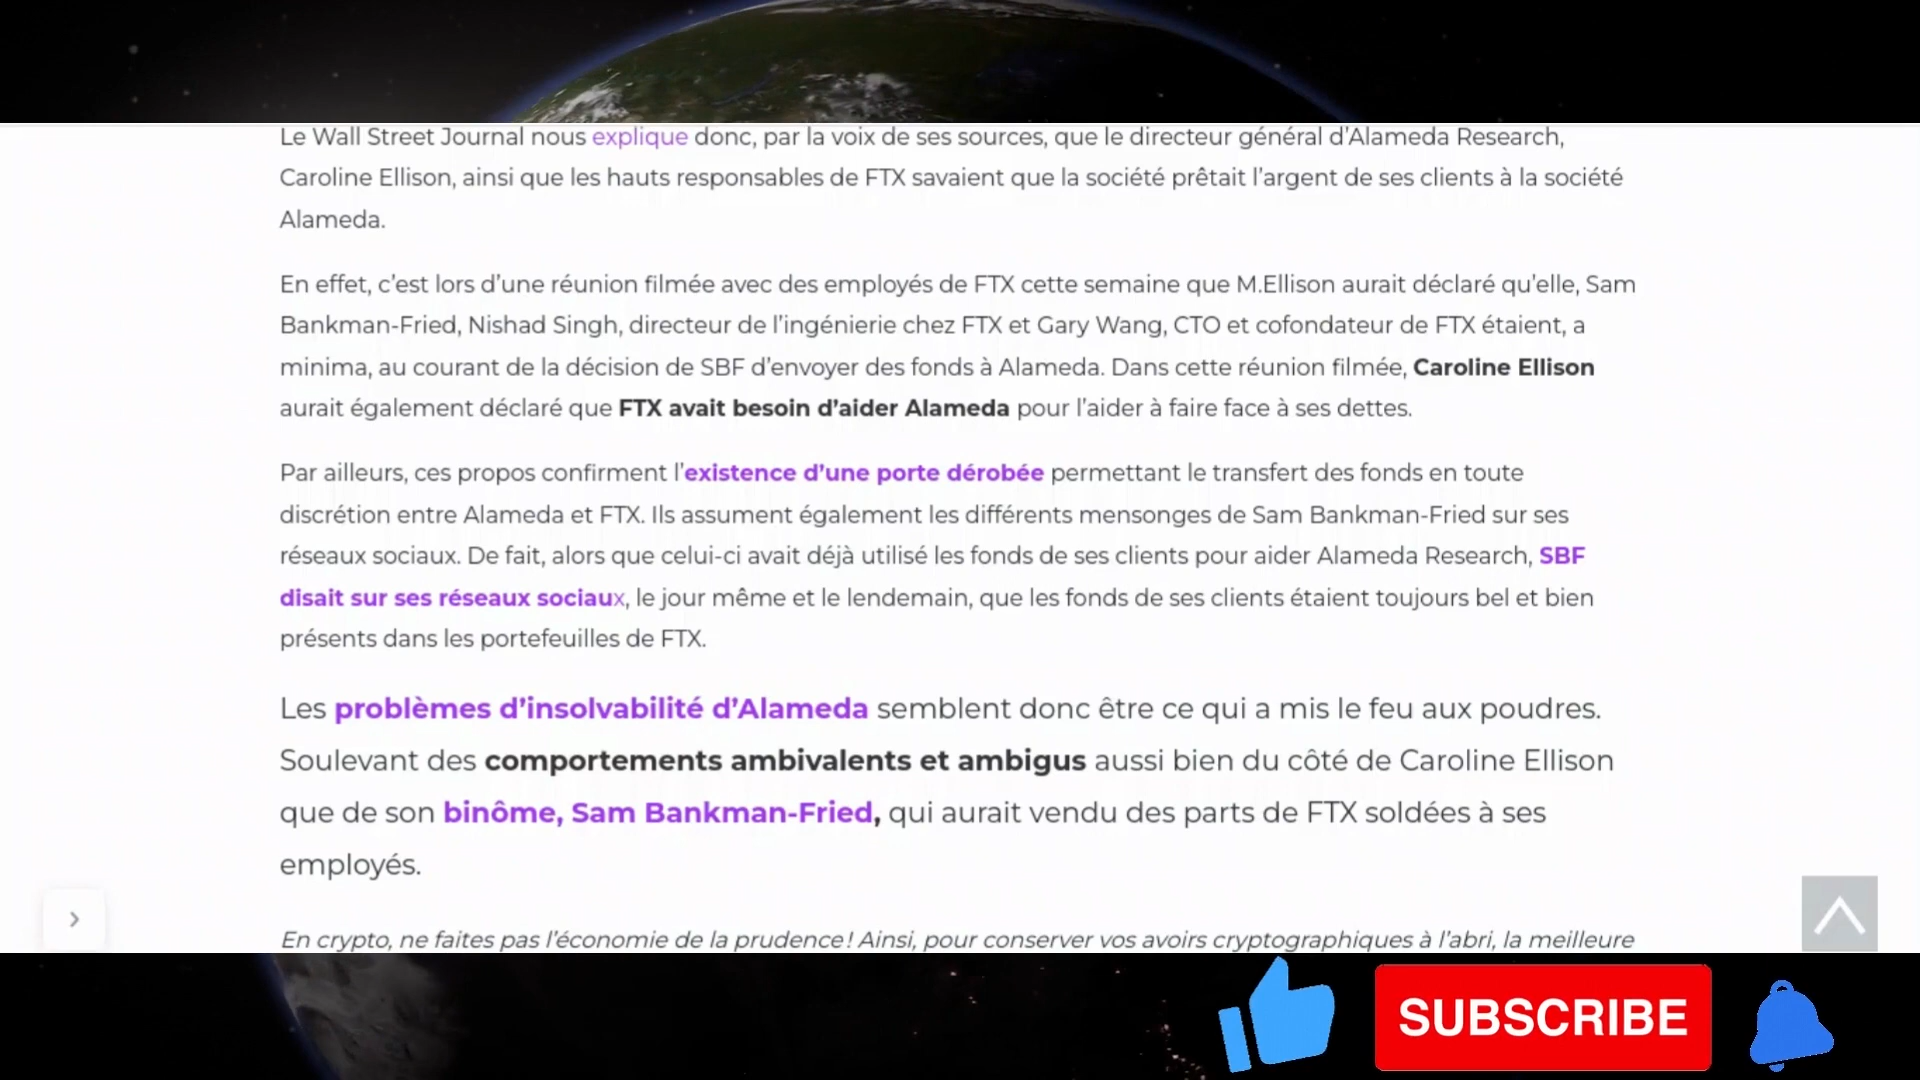 Le Wall Street Journal nous explique donc, par la voix de ses sources, que le directeur général d’Alameda Research,
Caroline Ellison, ainsi que les hauts responsables de FTX savaient que la société prêtait l’argent de ses clients à la société
Alameda.
En effet, c’est lors d’une réunion filmée avec des employés de FTX cette semaine que M.Ellison aurait déclaré qu’elle, Sam
Bankman-Fried, Nishad Singh, directeur de l’ingénierie chez FTX et Gary Wang, CTO et cofondateur de FTX étaient, a
minima, au courant de la décision de SBF d’envoyer des fonds à Alameda. Dans cette réunion filmée, Caroline Ellison
aurait également déclaré que FTX avait besoin d’aider Alameda pour l’aider à faire face à ses dettes.
Par ailleurs, ces propos confirment l’existence d’une porte dérobée permettant le transfert des fonds en toute
discrétion entre Alameda et FTX. Ils assument également les différents mensonges de Sam Bankman-Fried sur ses
réseaux sociaux. De fait, alors que celui-ci avait déjà utilisé les fonds de ses clients pour aider Alameda Research, SBF
disait sur ses réseaux sociaux, le jour même et le lendemain, que les fonds de ses clients étaient toujours bel et bien
présents dans les portefeuilles de FTX.
Les problèmes d’insolvabilité d’Alameda semblent donc être ce qui a mis le feu aux poudres.
Soulevant des comportements ambivalents et ambigus aussi bien du côté de Caroline Ellison
que de son binôme, Sam Bankman-Fried, qui aurait vendu des parts de FTX soldées à ses
employés.
En crypto, ne faites pas l’économie de la prudence ! Ainsi, pour conserver vos avoirs cryptographiques à l’abri, la meilleure
SUBSCRIBE